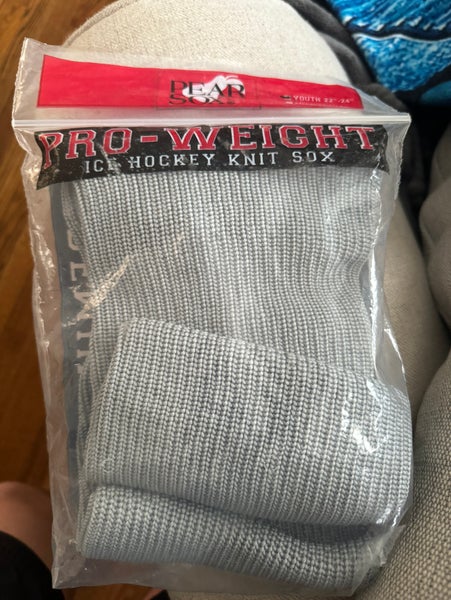 PEAR
SOX
YOUTH 22"-24"
PRO-WEIGHT
ICE HOCKEY KNIT SOX